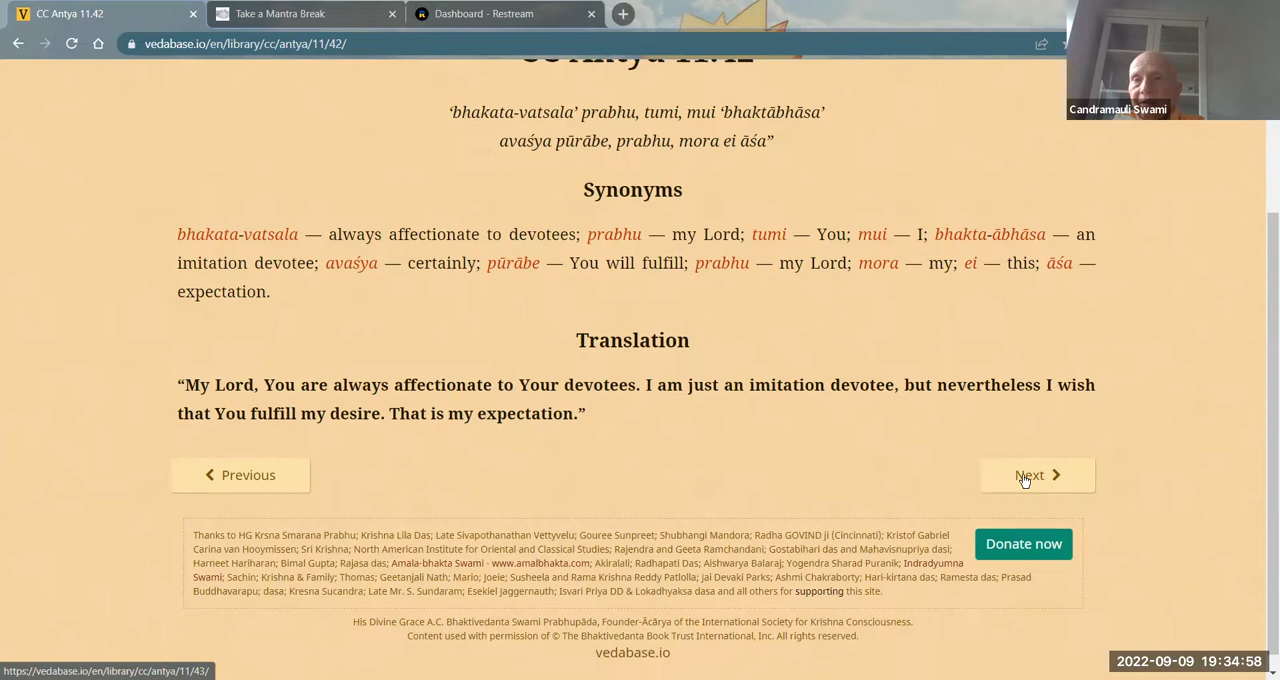 CC Antya 11.42
Take a Mantra Break
Dashboard - Restream
vedabase.io/en/library/cc/antya/11/42/
Candramauli Swami
CC Antya 11.42
‘bhakata-vatsala’ prabhu, tumi, mui ‘bhaktābhāsa’
avaśya pūrābe, prabhu, mora ei āśa”
Synonyms
bhakata-vatsala — always affectionate to devotees; prabhu — my Lord; tumi — You; mui — I; bhakta-ābhāsa — an
imitation devotee; avaśya — certainly; pūrābe — You will fulfill; prabhu — my Lord; mora — my; ei — this; āśa —
expectation.
Translation
“My Lord, You are always affectionate to Your devotees. I am just an imitation devotee, but nevertheless I wish
that You fulfill my desire. That is my expectation.”
Previous
Next
Thanks to HG Krsna Smarana Prabhu; Krishna Lila Das; Late Sivapothanathan Vettyvelu; Gouree Sunpreet; Shubhangi Mandora; Radha GOVIND ji (Cincinnati); Kristof Gabriel
Carina van Hooymissen; Sri Krishna; North American Institute for Oriental and Classical Studies; Rajendra and Geeta Ramchandani; Gostabihari das and Mahavisnupriya dasi;
Harneet Hariharan; Bimal Gupta; Rajasa das; Amala-bhakta Swami - www.amalbhakta.com; Akiralali; Radhapati Das; Aishwarya Balaraj; Yogendra Sharad Puranik; Indradyumna
Swami; Sachin; Krishna & Family; Thomas; Geetanjali Nath; Mario; Joeie; Susheela and Rama Krishna Reddy Patlolla; Jai Devaki Parks; Ashmi Chakraborty; Hari-kirtana das; Ramesta das; Prasad
Buddhavarapu; dasa; Kresna Sucandra; Late Mr. S. Sundaram; Esekiel Jaggernauth; Isvari Priya DD & Lokadhyaksa dasa and all others for supporting this site.
Donate now
His Divine Grace A.C. Bhaktivedanta Swami Prabhupāda, Founder-Ācārya of the International Society for Krishna Consciousness.
Content used with permission of © The Bhaktivedanta Book Trust International, Inc. All rights reserved.
vedabase.io
https://vedabase.io/en/library/cc/antya/11/43/
2022-09-09 19:34:58